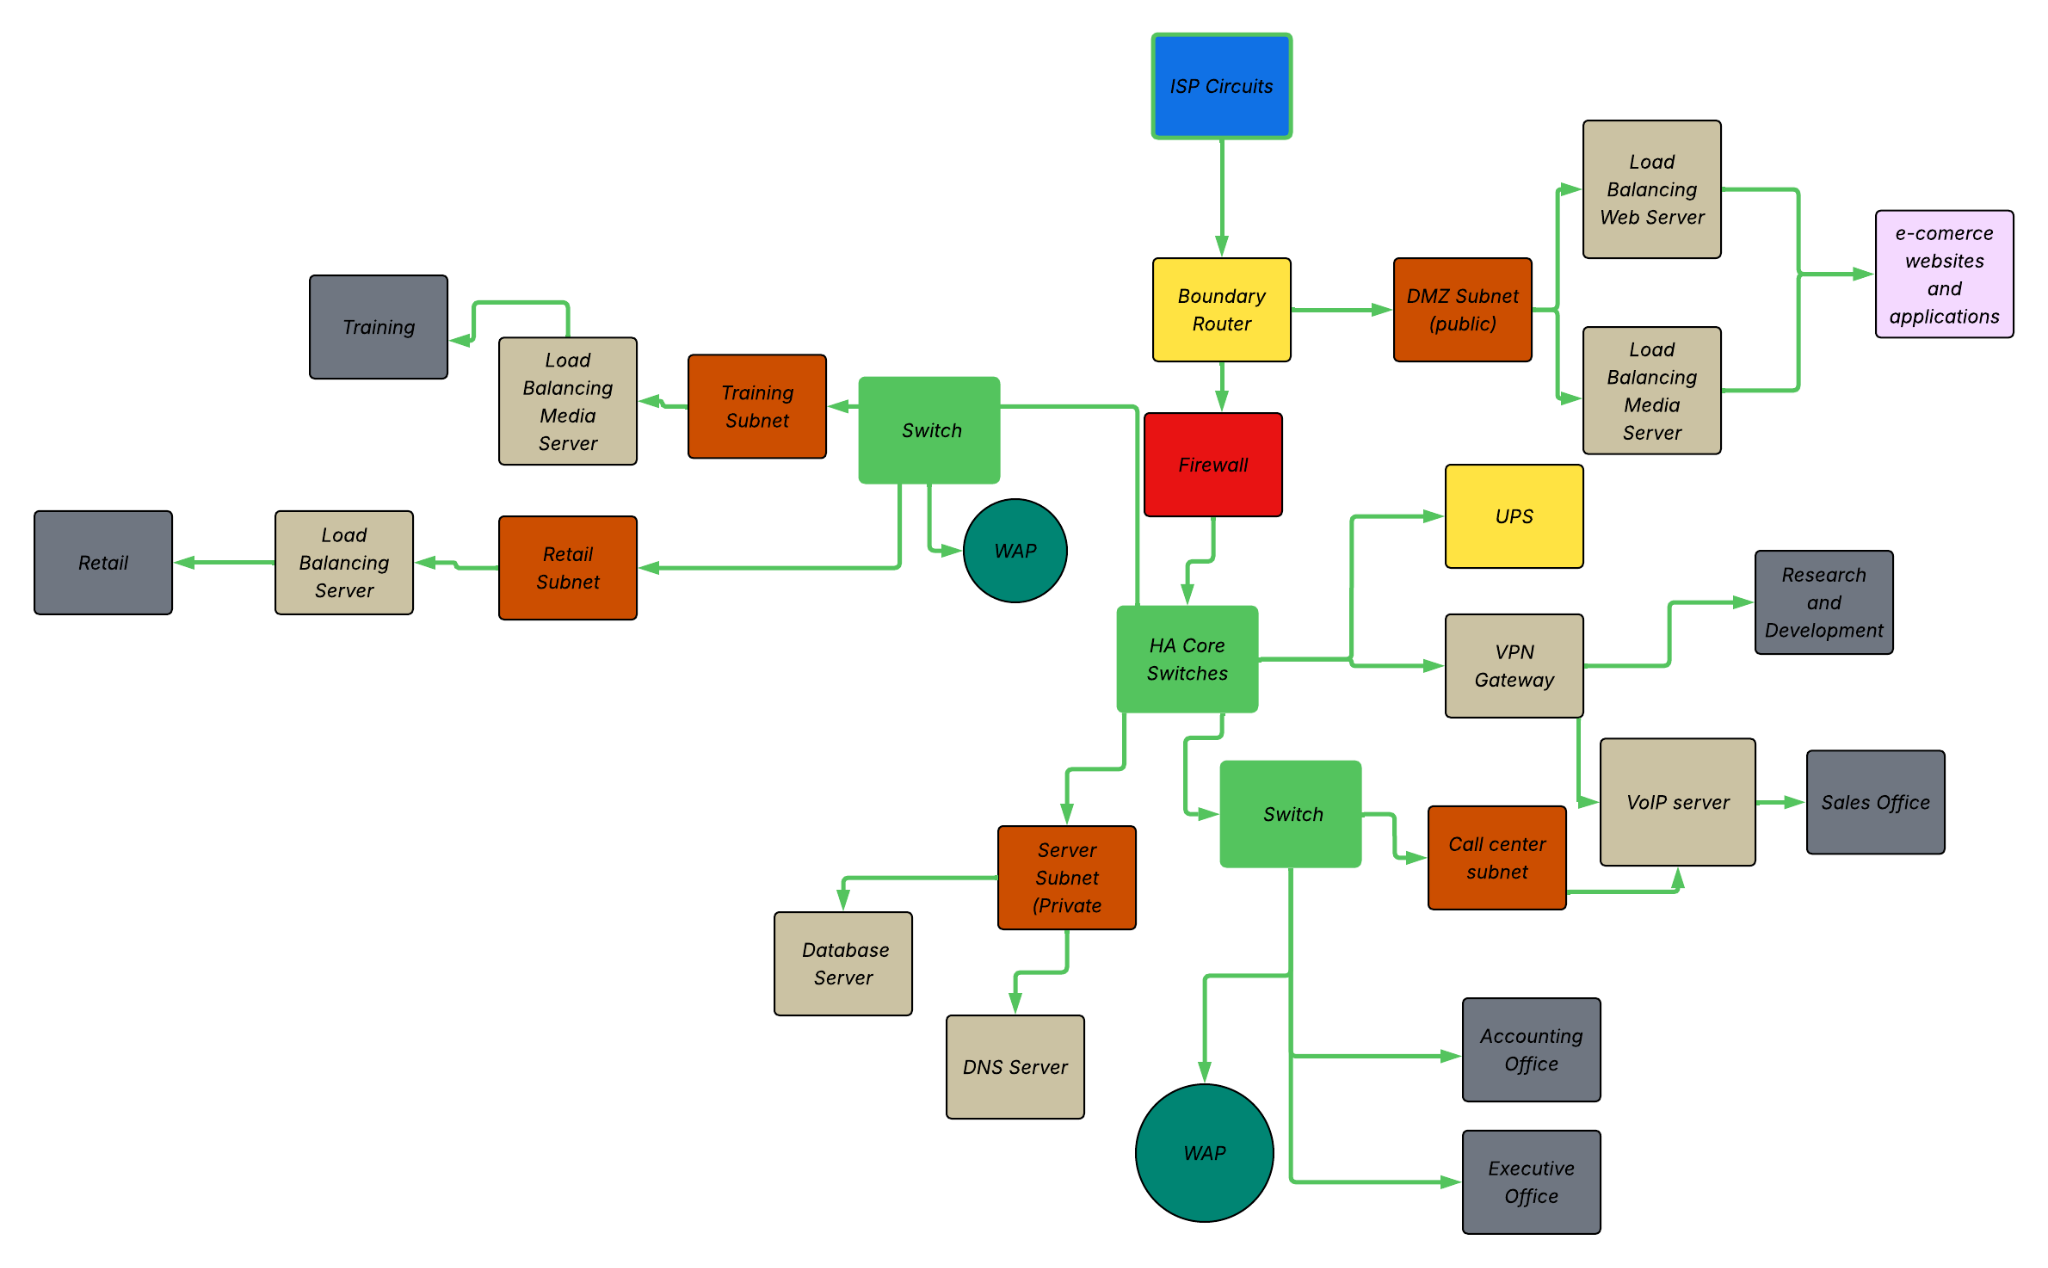 ISP Circuits
Load
Balancing
Web Server
e-comerce
websites
and
applications
Boundary
Router
DMZ Subnet
(public)
Training
Load
Balancing
Media
Server
Load
Balancing
Media
Server
Training
Subnet
Switch
Firewall
UPS
Retail
Load
Balancing
Server
Retail
Subnet
WAP
Research
and
Development
HA Core
Switches
VPN
Gateway
Switch
VoIP server
Sales Office
Call center
subnet
Server
Subnet
(Private
Database
Server
DNS Server
Accounting
Office
WAP
Executive
Office